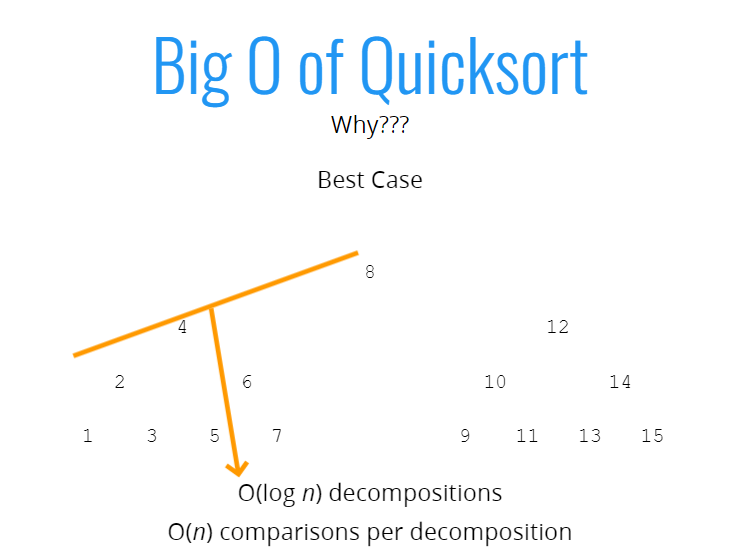 Big O of Quicksort
Why???
Best Case
8
4 12
2 6 10 14
1 3 5 7 9 11 13 15
O(log n) decompositions
O(n) comparisons per decomposition